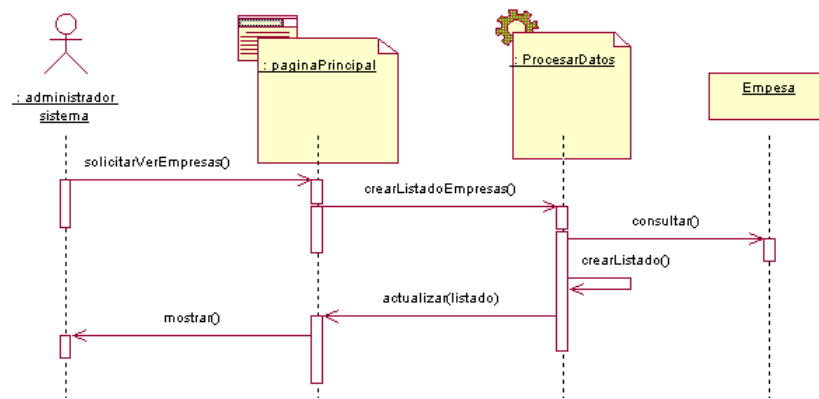 : administrador
sistema
: paginaPrincipal
: ProcesarDatos
Empesa
solicitarVerEmpresas()
crearListadoEmpresas()
consultar()
crearListado()
actualizar(listado)
mostrar()